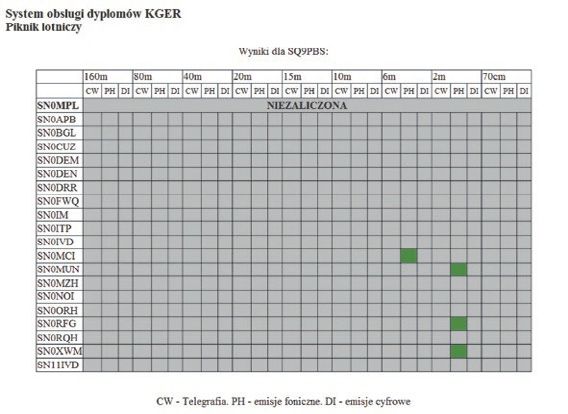 System obsługi dyplomów KGER
Piknik lotniczy
Wyniki dla SQ9PBS:
160m 80m 40m 20m 15m 10m 6m 2m 70cm
CW PH DI CW PH DI CW PH DI CW PH DI CW PH DI CW PH DI CW PH DI CW PH DI CW PH DI
SN0MPL NIEZALICZONA
SN0APB
SN0BGL
SN0CUZ
SN0DEM
SN0DEN
SN0DRR
SN0FWQ
SN0IM
SN0ITP
SN0IVD
SN0MCI
SN0MUN
SN0MZH
SN0NOI
SN0ORH
SN0RFG
SN0RQH
SN0XWM
SN11IVD
CW - Telegrafia. PH - emisje foniczne. DI - emisje cyfrowe